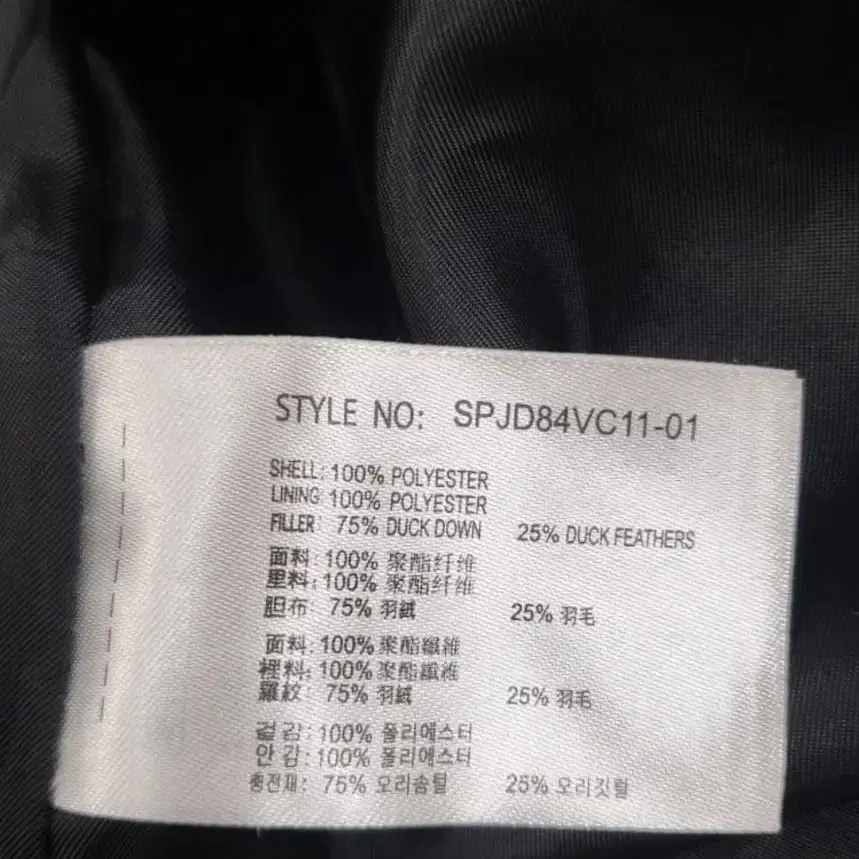 STYLE NO: SPJD84VC11-01
SHELL: 100% POLYESTER
LINING: 100% POLYESTER
FILLER: 75% DUCK DOWN 25% DUCK FEATHERS
面料: 100% 聚酯纤维
里料: 100% 聚酯纤维
胆布: 75% 羽絨 25% 羽毛
面料: 100% 聚酯纖維
裡料: 100% 聚酯纖維
羅紋: 75% 羽絨 25% 羽毛
겉감: 100% 폴리에스터
안감: 100% 폴리에스터
충전재: 75% 오리솜털 25% 오리깃털